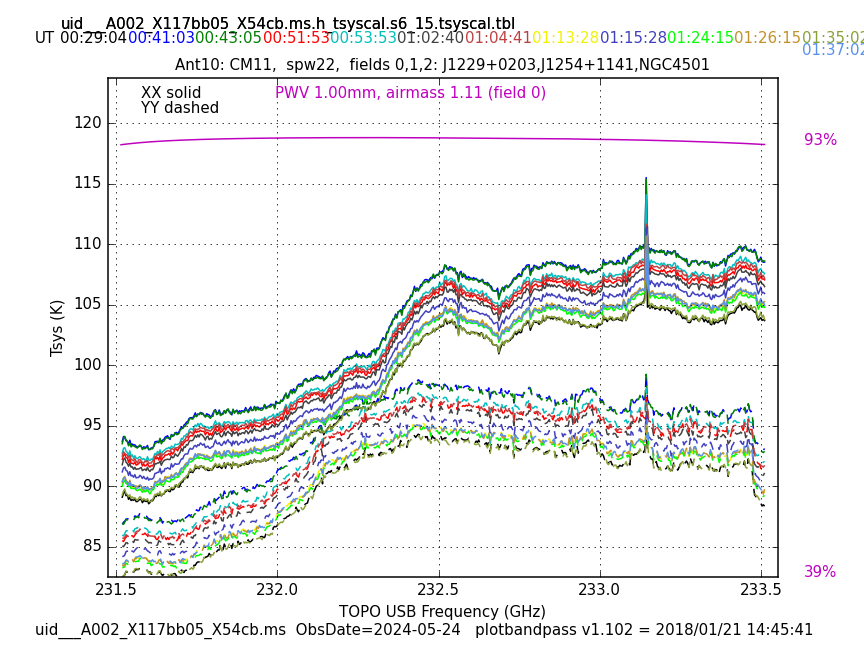 uid___A002_X117bb05_X54cb.ms.h_tsyscal.s6_15.tsyscal.tbl
UT 00:29:04 00:41:03 00:43:05 00:51:53 00:53:53 01:02:40 01:04:41 01:13:28 01:15:28 01:24:15 01:26:15 01:35:02
01:37:02
Ant10: CM11,  spw22,  fields 0,1,2: J1229+0203,J1254+1141,NGC4501
XX solid
YY dashed
PWV 1.00mm, airmass 1.11 (field 0)
93%
39%
Tsys (K)
120
115
110
105
100
95
90
85
231.5 232.0 232.5 233.0 233.5
TOPO USB Frequency (GHz)
uid___A002_X117bb05_X54cb.ms  ObsDate=2024-05-24   plotbandpass v1.102 = 2018/01/21 14:45:41